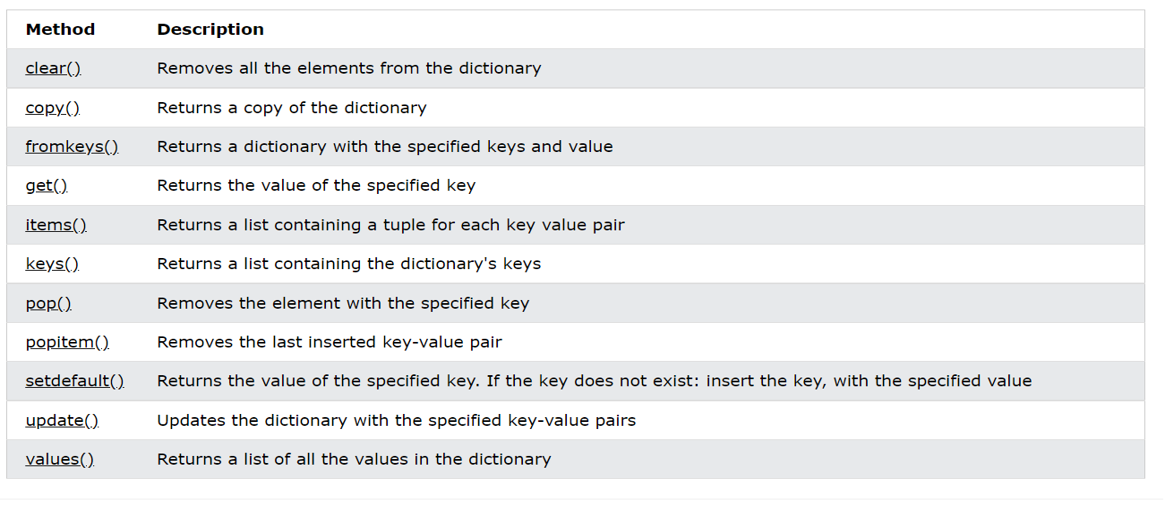 Method Description
clear() Removes all the elements from the dictionary
copy() Returns a copy of the dictionary
fromkeys() Returns a dictionary with the specified keys and value
get() Returns the value of the specified key
items() Returns a list containing a tuple for each key value pair
keys() Returns a list containing the dictionary's keys
pop() Removes the element with the specified key
popitem() Removes the last inserted key-value pair
setdefault() Returns the value of the specified key. If the key does not exist: insert the key, with the specified value
update() Updates the dictionary with the specified key-value pairs
values() Returns a list of all the values in the dictionary